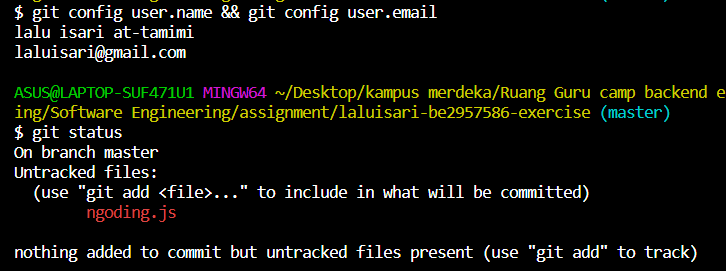 $ git config user.name && git config user.email
lalu isari at-tamimi
laluisari@gmail.com
ASUS@LAPTOP-SUF471U1 MINGW64 ~/Desktop/kampus merdeka/Ruang Guru camp backend e
ing/Software Engineering/assignment/laluisari-be2957586-exercise (master)
$ git status
On branch master
Untracked files:
  (use "git add <file>..." to include in what will be committed)
        ngoding.js
nothing added to commit but untracked files present (use "git add" to track)